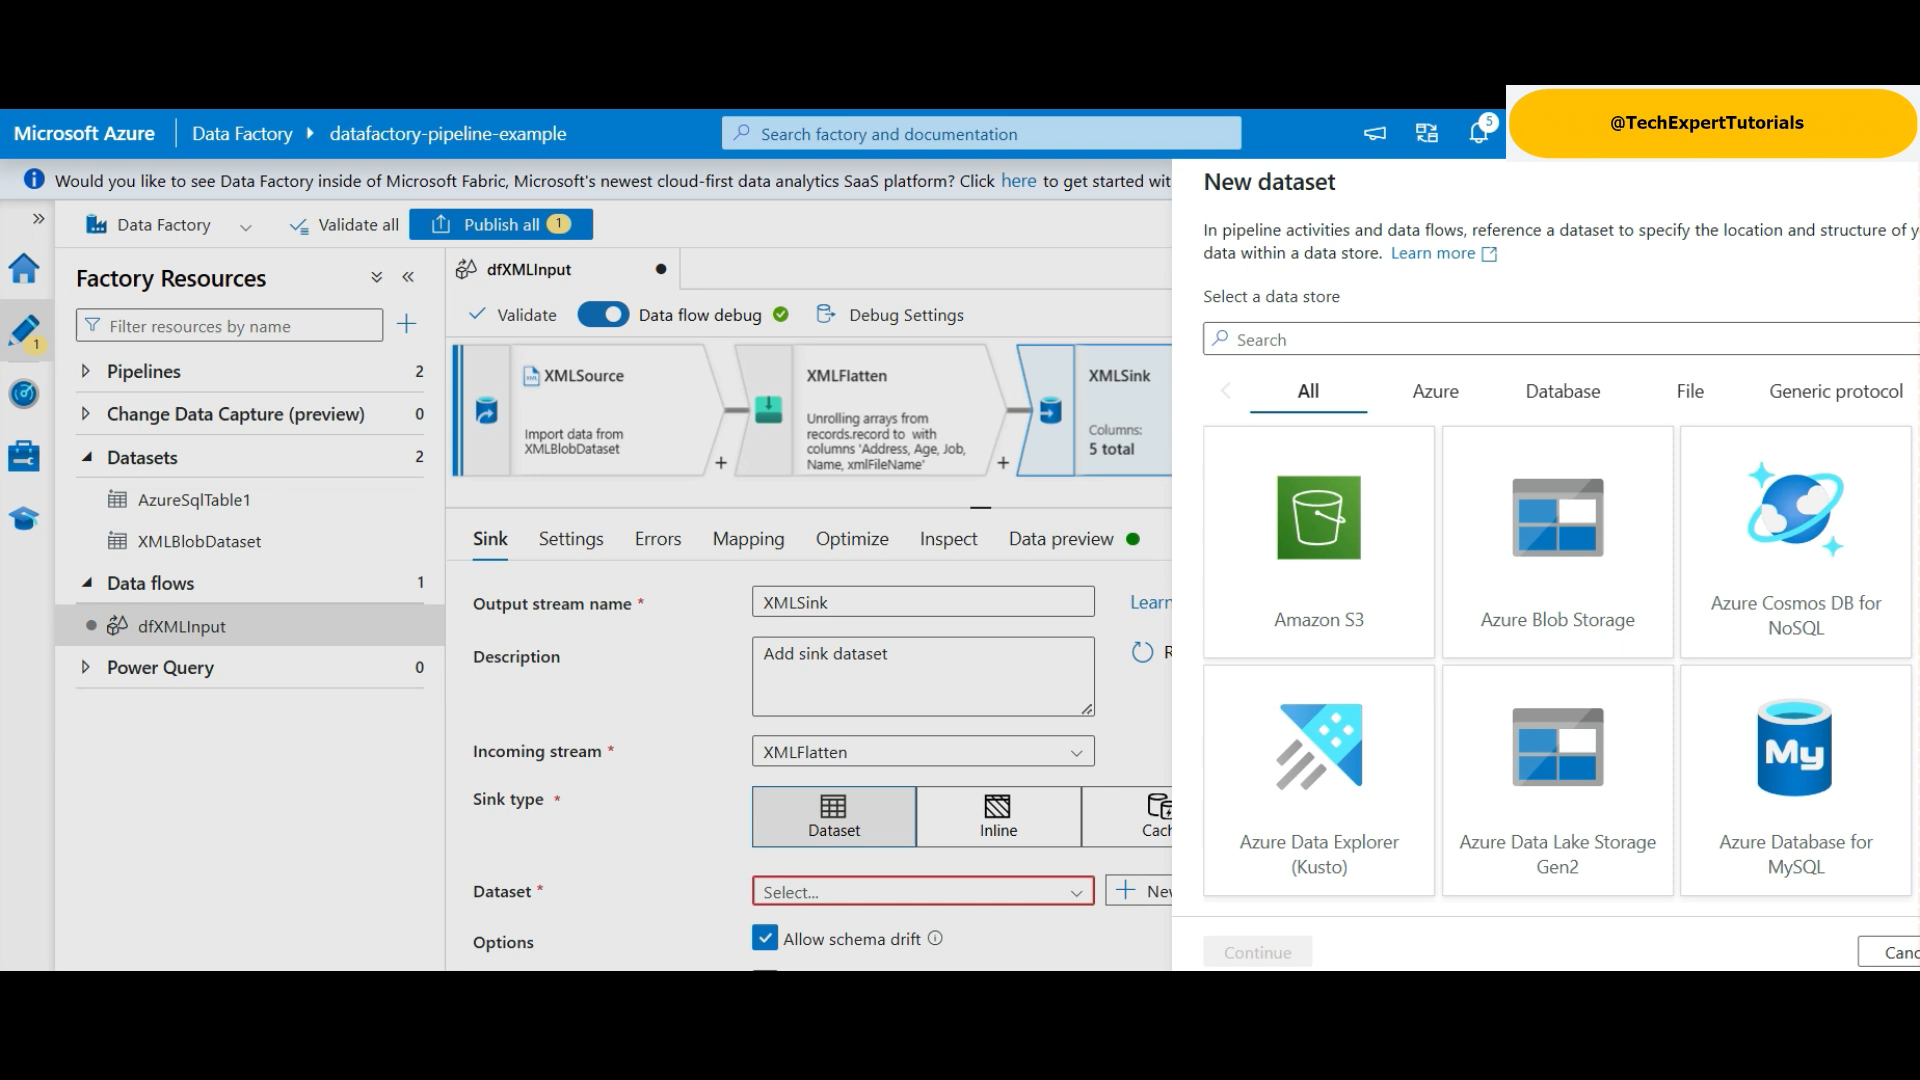 Microsoft Azure
Data Factory
datafactory-pipeline-example
Search factory and documentation
5
@TechExpertTutorials
Would you like to see Data Factory inside of Microsoft Fabric, Microsoft's newest cloud-first data analytics SaaS platform? Click here to get started wit
Data Factory
Validate all
Publish all 1
Factory Resources
Filter resources by name
1
Pipelines 2
Change Data Capture (preview) 0
Datasets 2
AzureSqlTable1
XMLBlobDataset
Data flows 1
dfXMLInput
Power Query 0
dfXMLInput
Validate
Data flow debug
Debug Settings
XMLSource
Import data from
XMLBlobDataset
+
XMLFlatten
Unrolling arrays from
records.record to with
columns 'Address, Age, Job,
Name, xmlFileName'
+
XMLSink
Columns:
5 total
Sink
Settings
Errors
Mapping
Optimize
Inspect
Data preview
Output stream name *
XMLSink
Learn
Description
Add sink dataset
R
Incoming stream *
XMLFlatten
Sink type *
Dataset
Inline
Cach
Dataset *
Select...
New
Options
Allow schema drift
New dataset
In pipeline activities and data flows, reference a dataset to specify the location and structure of y
data within a data store. Learn more
Select a data store
Search
All
Azure
Database
File
Generic protocol
Amazon S3
Azure Blob Storage
Azure Cosmos DB for
NoSQL
Azure Data Explorer
(Kusto)
Azure Data Lake Storage
Gen2
My
Azure Database for
MySQL
Continue
Canc